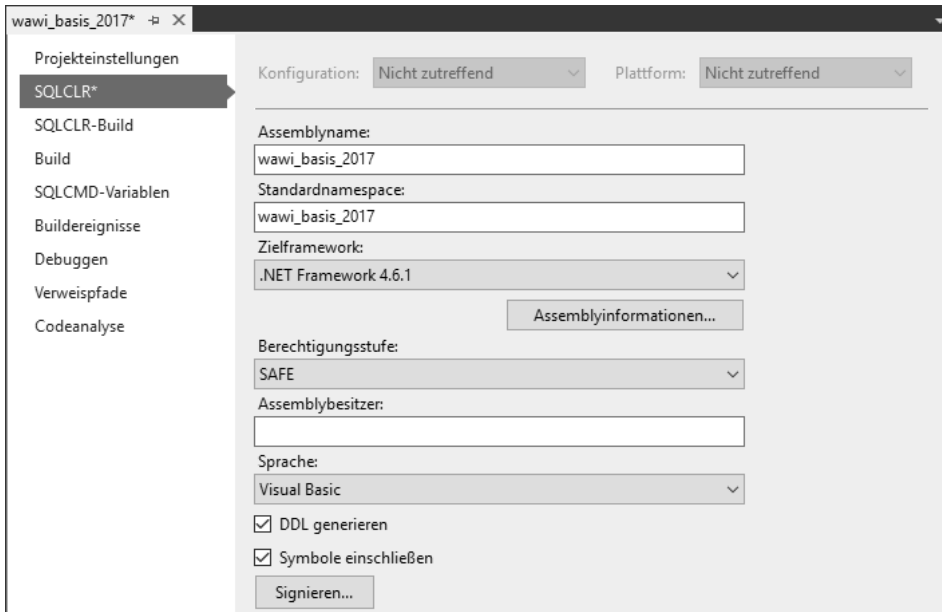 wawi_basis_2017*
Projekteinstellungen
SQLCLR*
SQLCLR-Build
Build
SQLCMD-Variablen
Buildereignisse
Debuggen
Verweispfade
Codeanalyse
Konfiguration: Nicht zutreffend Plattform: Nicht zutreffend
Assemblyname:
wawi_basis_2017
Standardnamespace:
wawi_basis_2017
Zielframework:
.NET Framework 4.6.1
Assemblyinformationen...
Berechtigungsstufe:
SAFE
Assemblybesitzer:
Sprache:
Visual Basic
DDL generieren
Symbole einschließen
Signieren...